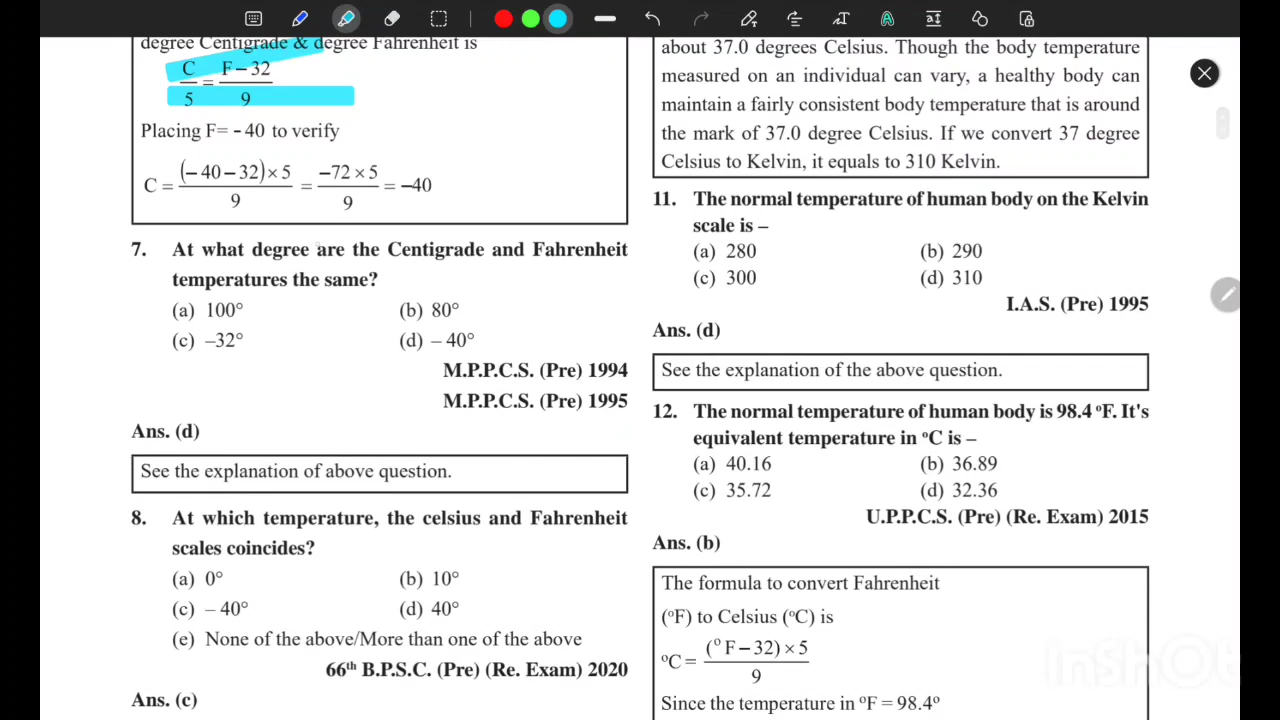 degree Centigrade & degree Fahrenheit is
C/5 = F – 32/9
Placing F= - 40 to verify
C = (– 40 – 32) × 5/9 = –72 × 5/9 = –40
7. At what degree are the Centigrade and Fahrenheit
temperatures the same?
(a) 100° (b) 80°
(c) –32° (d) – 40°
M.P.P.C.S. (Pre) 1994
M.P.P.C.S. (Pre) 1995
Ans. (d)
See the explanation of above question.
8. At which temperature, the celsius and Fahrenheit
scales coincides?
(a) 0° (b) 10°
(c) – 40° (d) 40°
(e) None of the above/More than one of the above
66th B.P.S.C. (Pre) (Re. Exam) 2020
Ans. (c)
about 37.0 degrees Celsius. Though the body temperature
measured on an individual can vary, a healthy body can
maintain a fairly consistent body temperature that is around
the mark of 37.0 degree Celsius. If we convert 37 degree
Celsius to Kelvin, it equals to 310 Kelvin.
11. The normal temperature of human body on the Kelvin
scale is –
(a) 280 (b) 290
(c) 300 (d) 310
I.A.S. (Pre) 1995
Ans. (d)
See the explanation of the above question.
12. The normal temperature of human body is 98.4 ºF. It's
equivalent temperature in ºC is –
(a) 40.16 (b) 36.89
(c) 35.72 (d) 32.36
U.P.P.C.S. (Pre) (Re. Exam) 2015
Ans. (b)
The formula to convert Fahrenheit
(ºF) to Celsius (ºC) is
ºC = (º F – 32) × 5/9
Since the temperature in ºF = 98.4º
InShOt